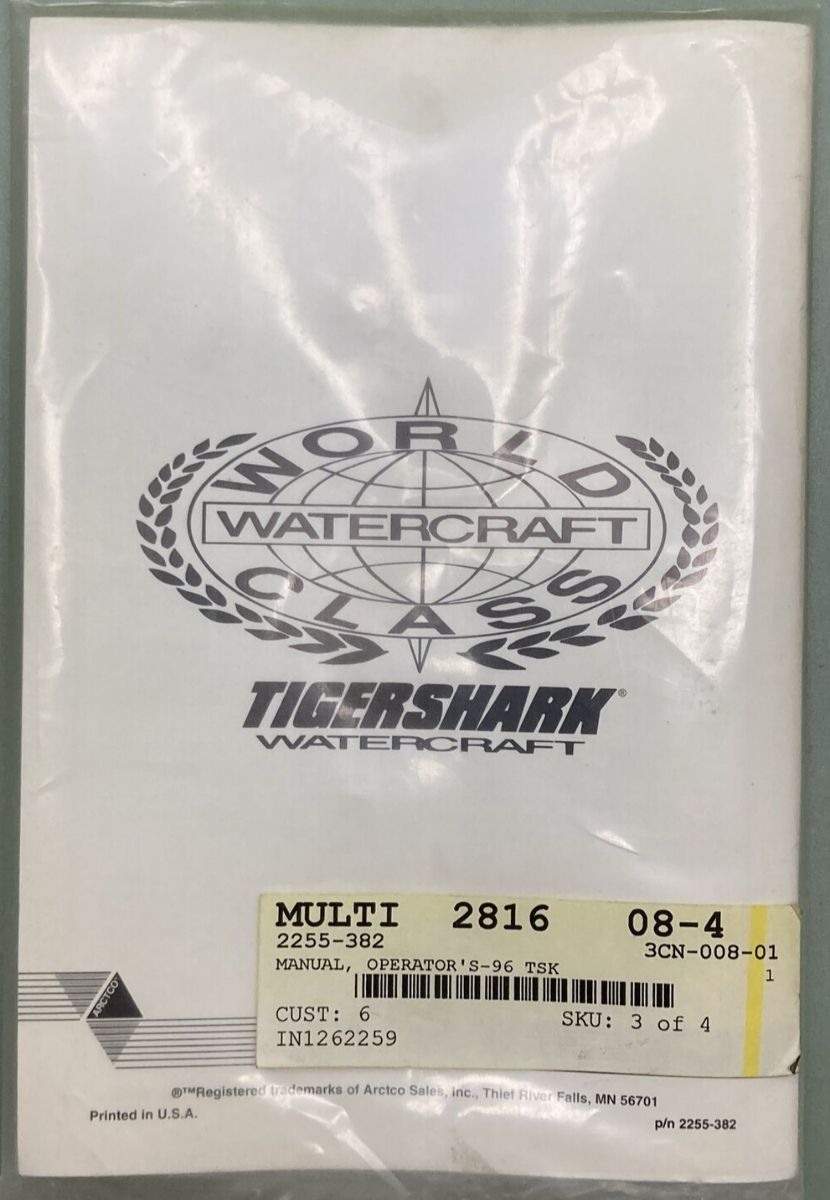 WORLD
WATERCRAFT
CLASS
TIGERSHARK®
WATERCRAFT
MULTI 2816 08-4
2255-382 3CN-008-01
MANUAL, OPERATOR'S-96 TSK 1
CUST: 6 SKU: 3 of 4
IN1262259
ARCTCO
®™Registered trademarks of Arctco Sales, Inc., Thief River Falls, MN 56701
Printed in U.S.A. p/n 2255-382